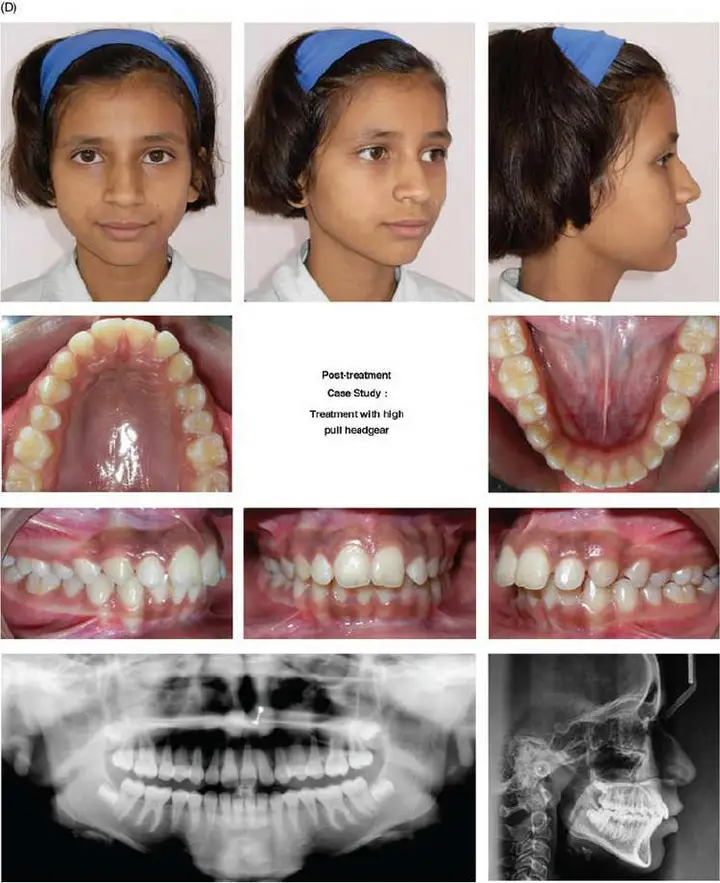 (D)
Post-treatment
Case Study :
Treatment with high
pull headgear